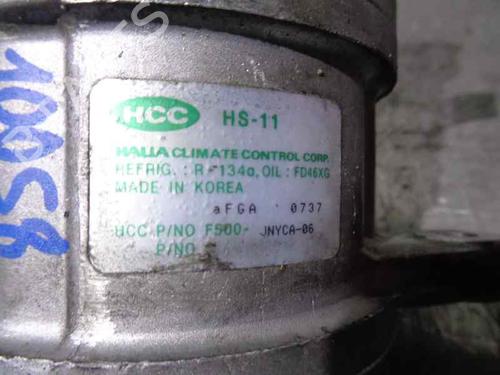 HCC HS-11
HALLA CLIMATE CONTROL CORP.
REFRIG. : R-134a, OIL : FD46XG
MADE IN KOREA
aFGA 0737
HCC P/NO F500- JNYCA-06
P/NO